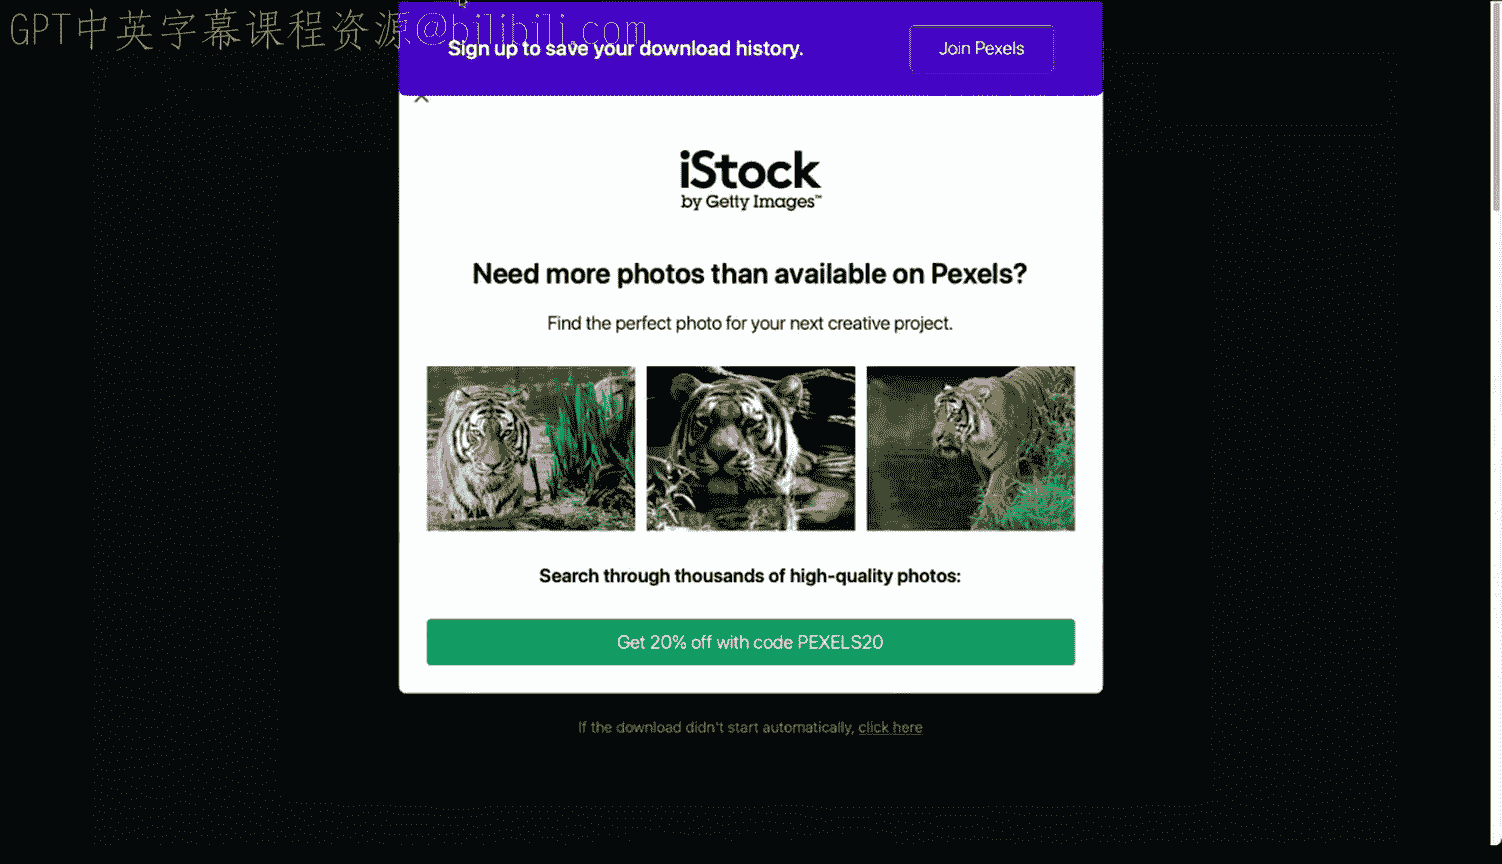 GPT中英字幕课程资源@bilibili.com
Sign up to save your download history.
Join Pexels
iStock
by Getty Images™
Need more photos than available on Pexels?
Find the perfect photo for your next creative project.
Search through thousands of high-quality photos:
Get 20% off with code PEXELS20
If the download didn't start automatically, click here